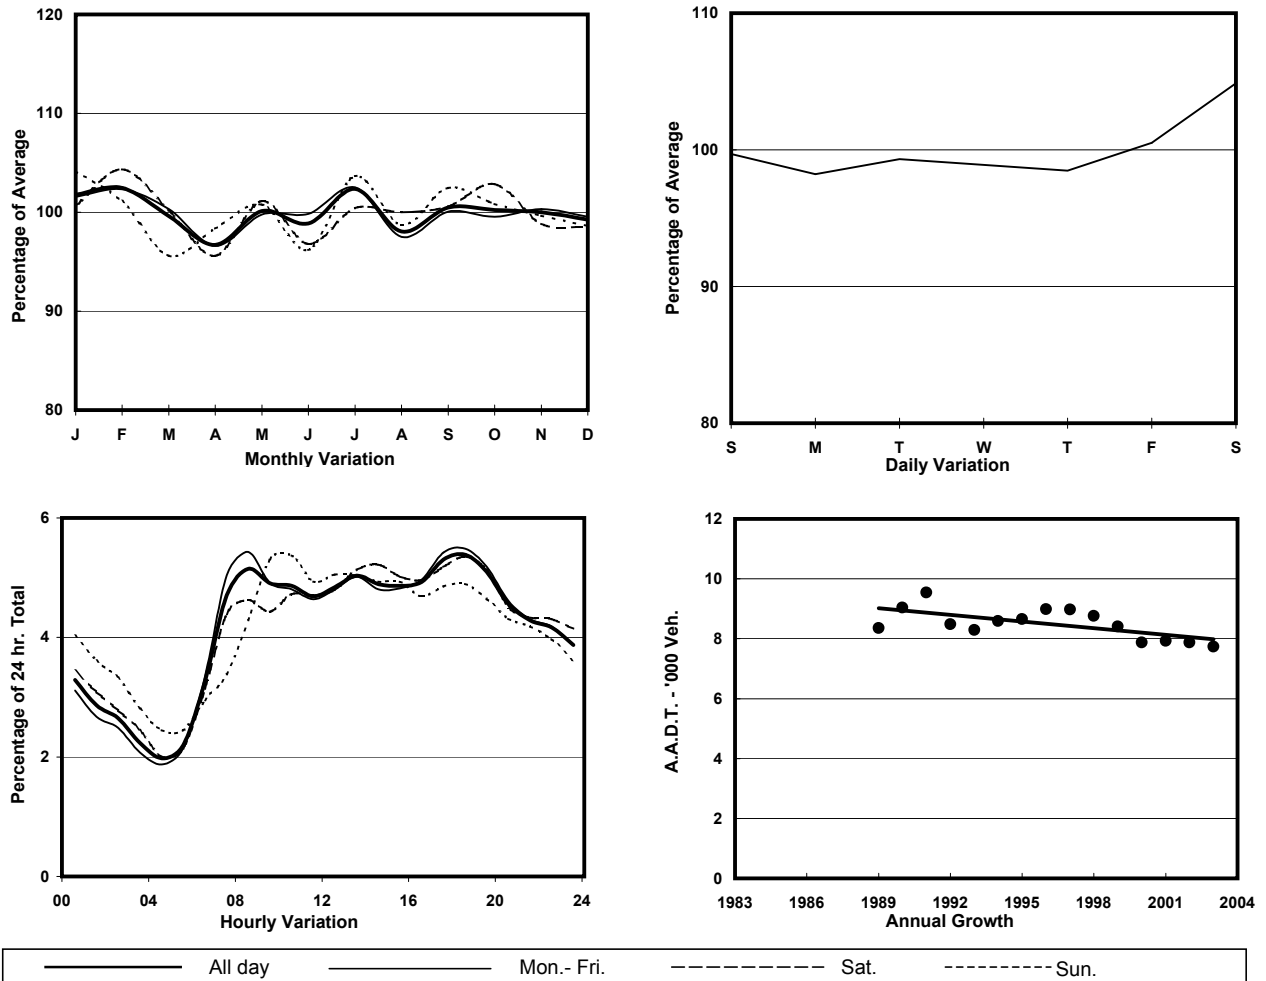 120
110
100
90
80
Percentage of Average
J F M A M J J A S O N D
Monthly Variation
110
100
90
80
Percentage of Average
S M T W T F S
Daily Variation
6
4
2
0
Percentage of 24 hr. Total
00 04 08 12 16 20 24
Hourly Variation
12
10
8
6
4
2
0
A.A.D.T. - '000 Veh.
1983 1986 1989 1992 1995 1998 2001 2004
Annual Growth
All day Mon.- Fri. Sat. Sun.